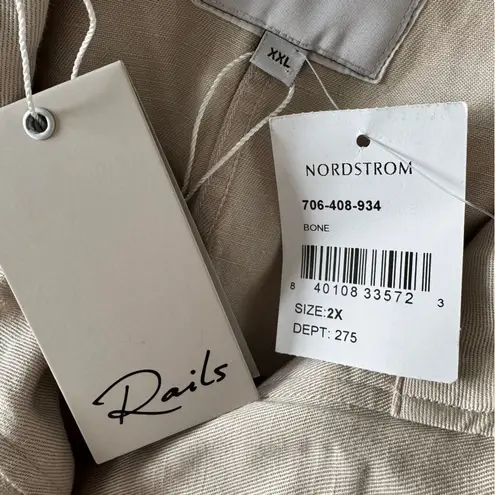 XXL
NORDSTROM
706-408-934
BONE
8 40108 33572 3
SIZE:2X
DEPT: 275
Rails